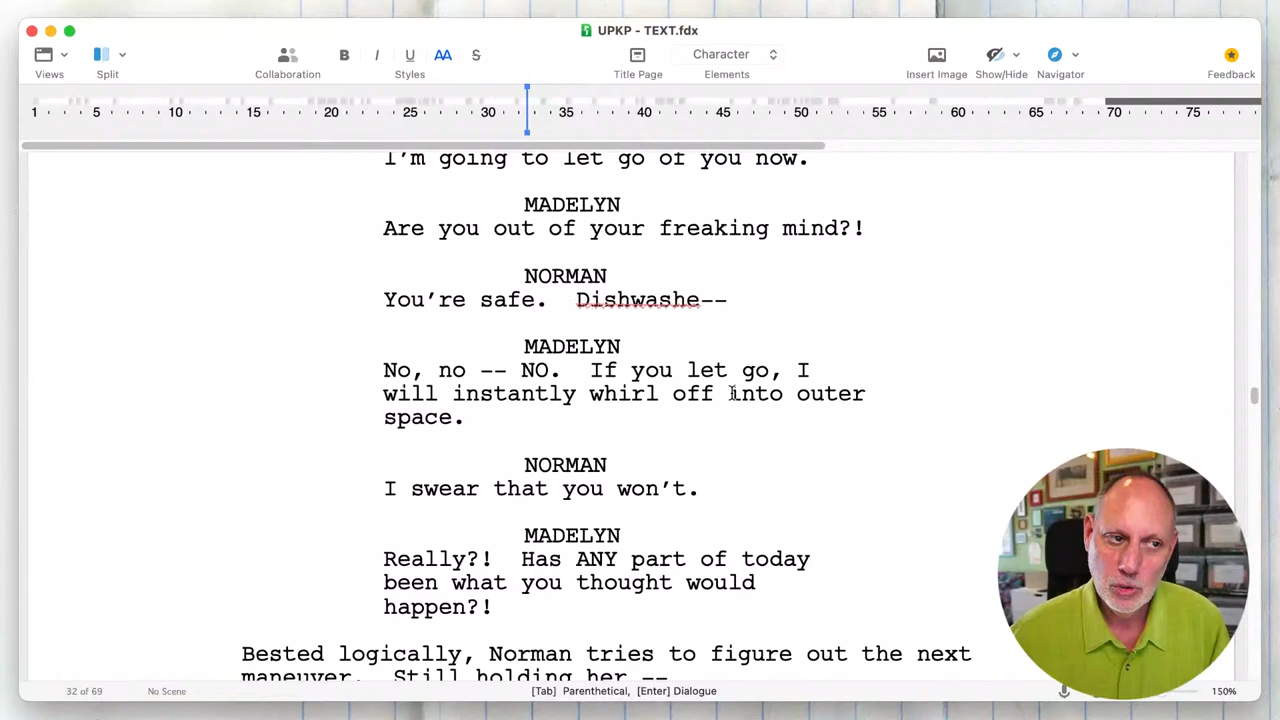 UPKP - TEXT.fdx
B I U AA S
Character
Views Split Collaboration Styles Title Page Elements Insert Image Show/Hide Navigator Feedback
1 5 10 15 20 25 30 35 40 45 50 55 60 65 70 75
I'm going to let go of you now.
MADELYN
Are you out of your freaking mind?!
NORMAN
You're safe.  Dishwashe--
MADELYN
No, no -- NO.  If you let go, I
will instantly whirl off into outer
space.
NORMAN
I swear that you won't.
MADELYN
Really?!  Has ANY part of today
been what you thought would
happen?!
Bested logically, Norman tries to figure out the next
maneuver.  Still holding her --
32 of 69 No Scene [Tab] Parenthetical, [Enter] Dialogue 150%